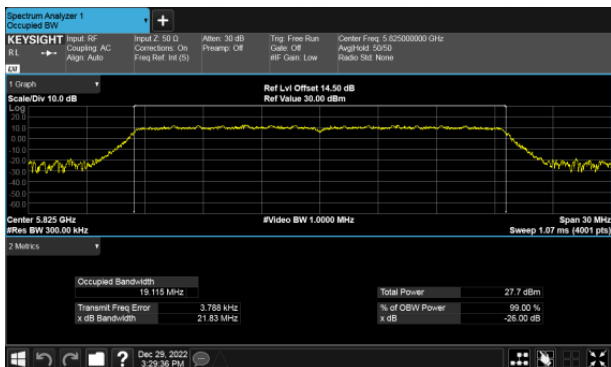 Spectrum Analyzer 1
Occupied BW
KEYSIGHT
R L
LXI
Input: RF
Coupling: AC
Align: Auto
Input Z: 50 Ω
Corrections: On
Freq Ref: Int (S)
Atten: 30 dB
Preamp: Off
Trig: Free Run
Gate: Off
#IF Gain: Low
Center Freq: 5.825000000 GHz
Avg|Hold: 50/50
Radio Std: None
1 Graph
Scale/Div 10.0 dB
Ref Lvl Offset 14.50 dB
Ref Value 30.00 dBm
Log
20.0
10.0
0.00
-10.0
-20.0
-30.0
-40.0
-50.0
-60.0
Center 5.825 GHz
#Video BW 1.0000 MHz
Span 30 MHz
#Res BW 300.00 kHz
Sweep 1.07 ms (4001 pts)
2 Metrics
Occupied Bandwidth
19.115 MHz
Total Power 27.7 dBm
Transmit Freq Error 3.788 kHz
% of OBW Power 99.00 %
x dB Bandwidth 21.83 MHz
x dB -26.00 dB
?
Dec 29, 2022
3:29:36 PM